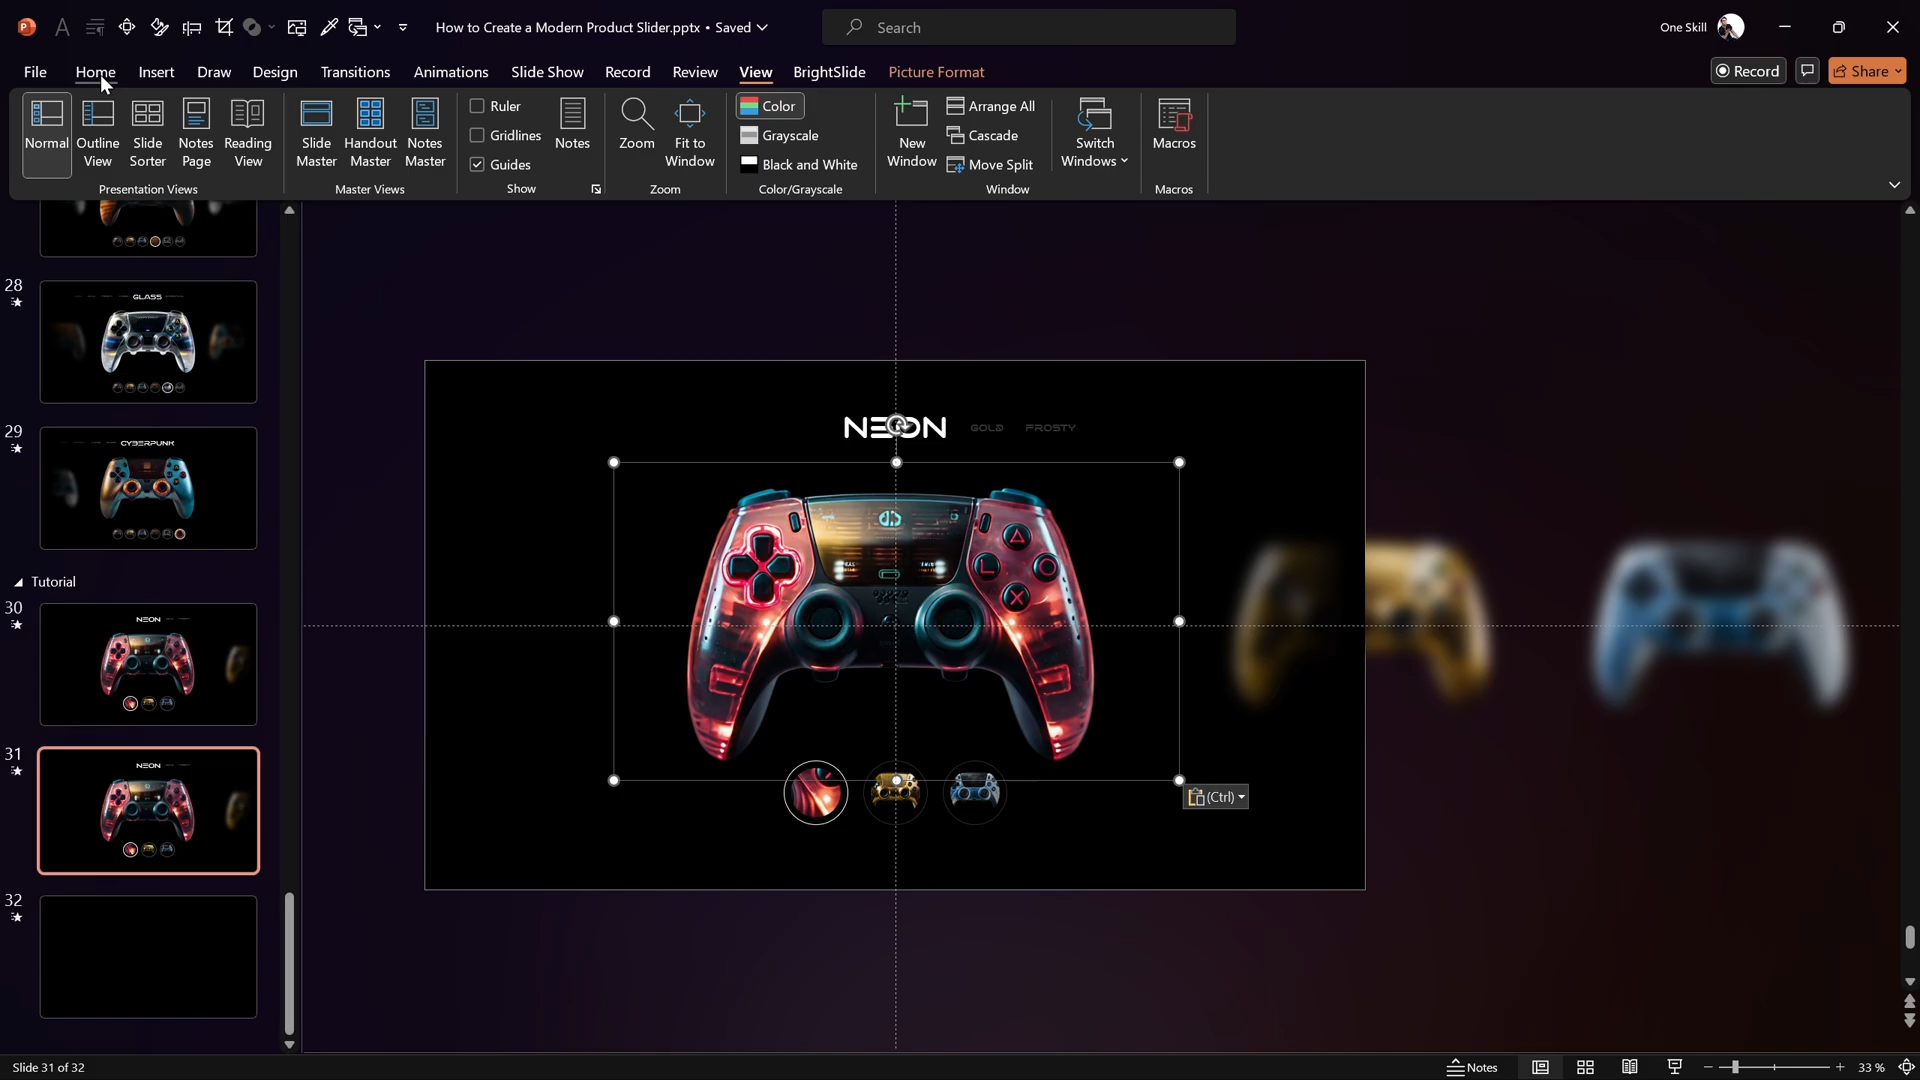 How to Create a Modern Product Slider.pptx • Saved
Search
One Skill
File
Home
Insert
Draw
Design
Transitions
Animations
Slide Show
Record
Review
View
BrightSlide
Picture Format
Record
Share
Normal
Outline View
Slide Sorter
Notes Page
Reading View
Presentation Views
Slide Master
Handout Master
Notes Master
Master Views
Ruler
Gridlines
Guides
Notes
Show
Zoom
Fit to Window
Zoom
Color
Grayscale
Black and White
Color/Grayscale
New Window
Arrange All
Cascade
Move Split
Switch Windows
Window
Macros
Macros
28
GLASS
29
CYBERPUNK
Tutorial
30
NEON
31
NEON
32
NEON
GOLD
FROSTY
(Ctrl)
Slide 31 of 32
Notes
33 %